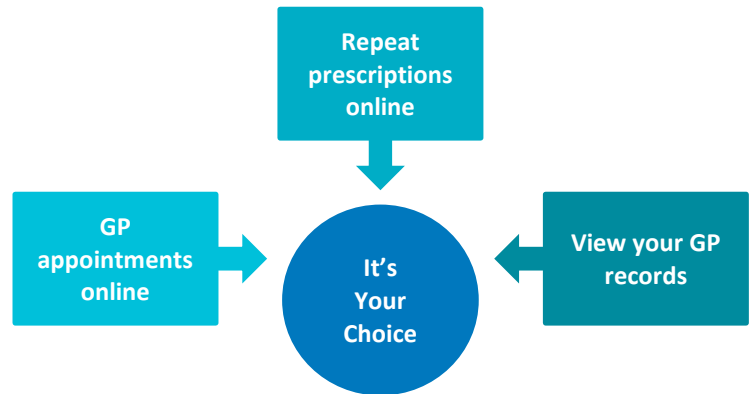 Repeat
prescriptions
online
GP
appointments
online
It’s
Your
Choice
View your GP
records